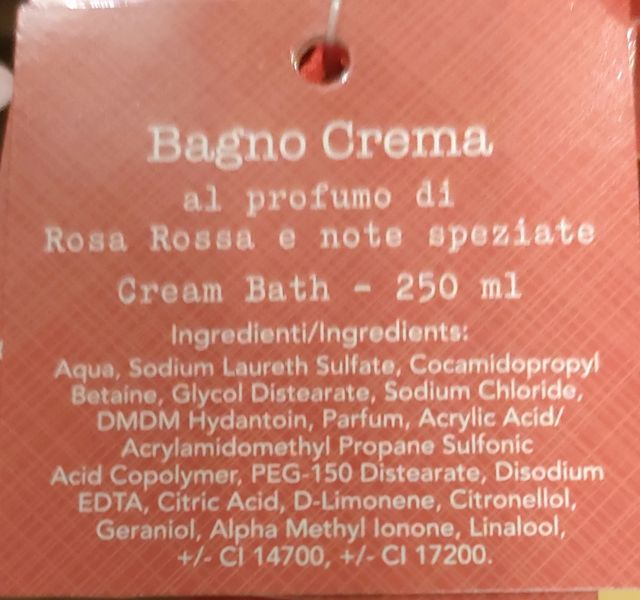 Bagno Crema
al profumo di
Rosa Rossa e note speziate
Cream Bath - 250 ml
Ingredienti/Ingredients:
Aqua, Sodium Laureth Sulfate, Cocamidopropyl
Betaine, Glycol Distearate, Sodium Chloride,
DMDM Hydantoin, Parfum, Acrylic Acid/
Acrylamidomethyl Propane Sulfonic
Acid Copolymer, PEG-150 Distearate, Disodium
EDTA, Citric Acid, D-Limonene, Citronellol,
Geraniol, Alpha Methyl Ionone, Linalool,
+/- CI 14700, +/- CI 17200.